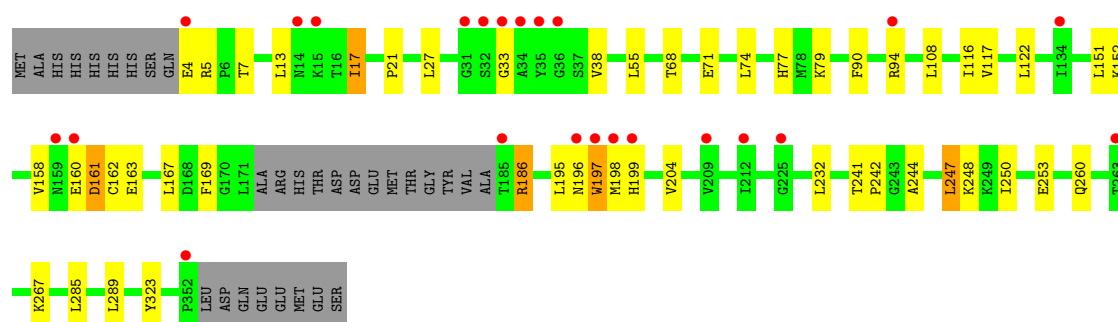 MET ALA HIS HIS HIS HIS HIS HIS SER GLN E4 R5 P6 T7 L13 N14 K15 T16 I17 P21 L27 G31 S32 G33 A34 Y35 G36 S37 V38 L55 T68 E71 L74 H77 M78 K79 F90 R94 L108 I116 V117 L122 I134 L151 K152
V158 N159 E160 D161 C162 E163 L167 D168 F169 G170 L171 ALA ARG HIS THR ASP ASP GLU MET THR GLY TYR VAL ALA T185 R186 L195 N196 W197 M198 H199 V204 V209 I212 G225 L232 T241 P242 G243 A244 L247 K248 K249 I250 E253 Q260 T263
K267 L285 L289 Y323 P352 LEU ASP GLN GLU GLU MET GLU SER